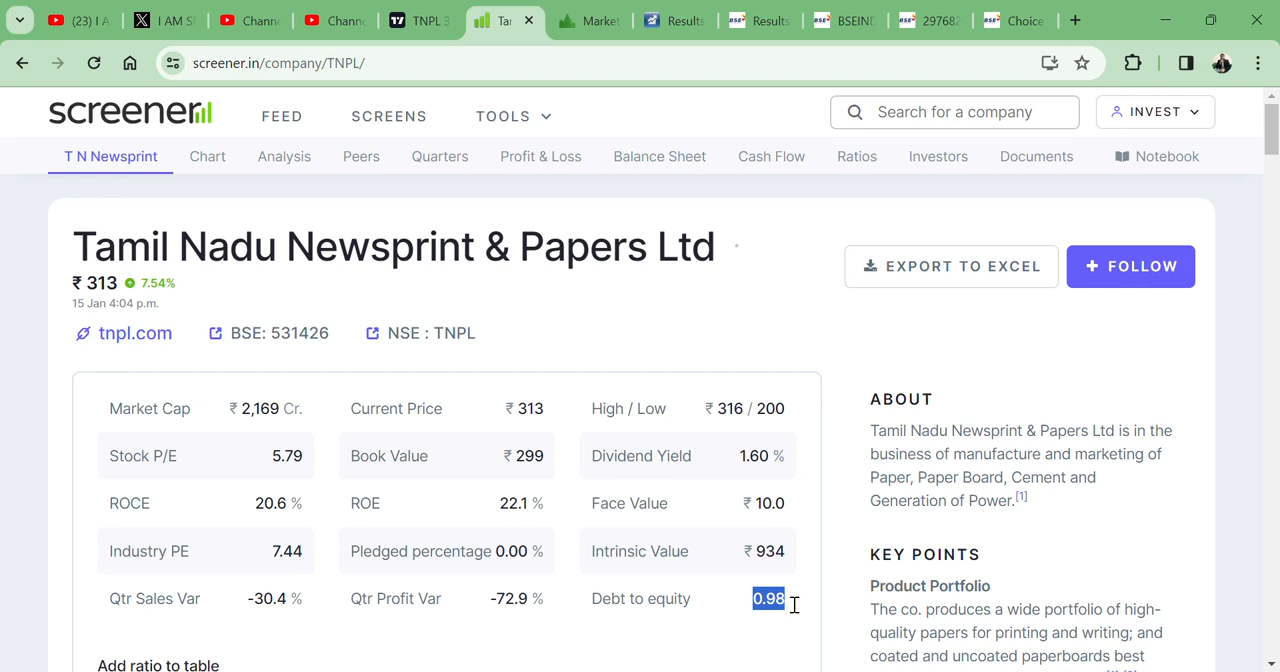 (23) I A
I AM S
Chann
Chann
TNPL 3
Ta
Market
Results
Results
BSEIND
29768
Choice
screener.in/company/TNPL/
screener
FEED
SCREENS
TOOLS
Search for a company
INVEST
T N Newsprint
Chart
Analysis
Peers
Quarters
Profit & Loss
Balance Sheet
Cash Flow
Ratios
Investors
Documents
Notebook
Tamil Nadu Newsprint & Papers Ltd
₹ 313 7.54%
15 Jan 4:04 p.m.
tnpl.com
BSE: 531426
NSE : TNPL
EXPORT TO EXCEL
+ FOLLOW
Market Cap ₹ 2,169 Cr.
Current Price ₹ 313
High / Low ₹ 316 / 200
Stock P/E 5.79
Book Value ₹ 299
Dividend Yield 1.60 %
ROCE 20.6 %
ROE 22.1 %
Face Value ₹ 10.0
Industry PE 7.44
Pledged percentage 0.00 %
Intrinsic Value ₹ 934
Qtr Sales Var -30.4 %
Qtr Profit Var -72.9 %
Debt to equity 0.98
Add ratio to table
ABOUT
Tamil Nadu Newsprint & Papers Ltd is in the
business of manufacture and marketing of
Paper, Paper Board, Cement and
Generation of Power.[1]
KEY POINTS
Product Portfolio
The co. produces a wide portfolio of high-
quality papers for printing and writing; and
coated and uncoated paperboards best